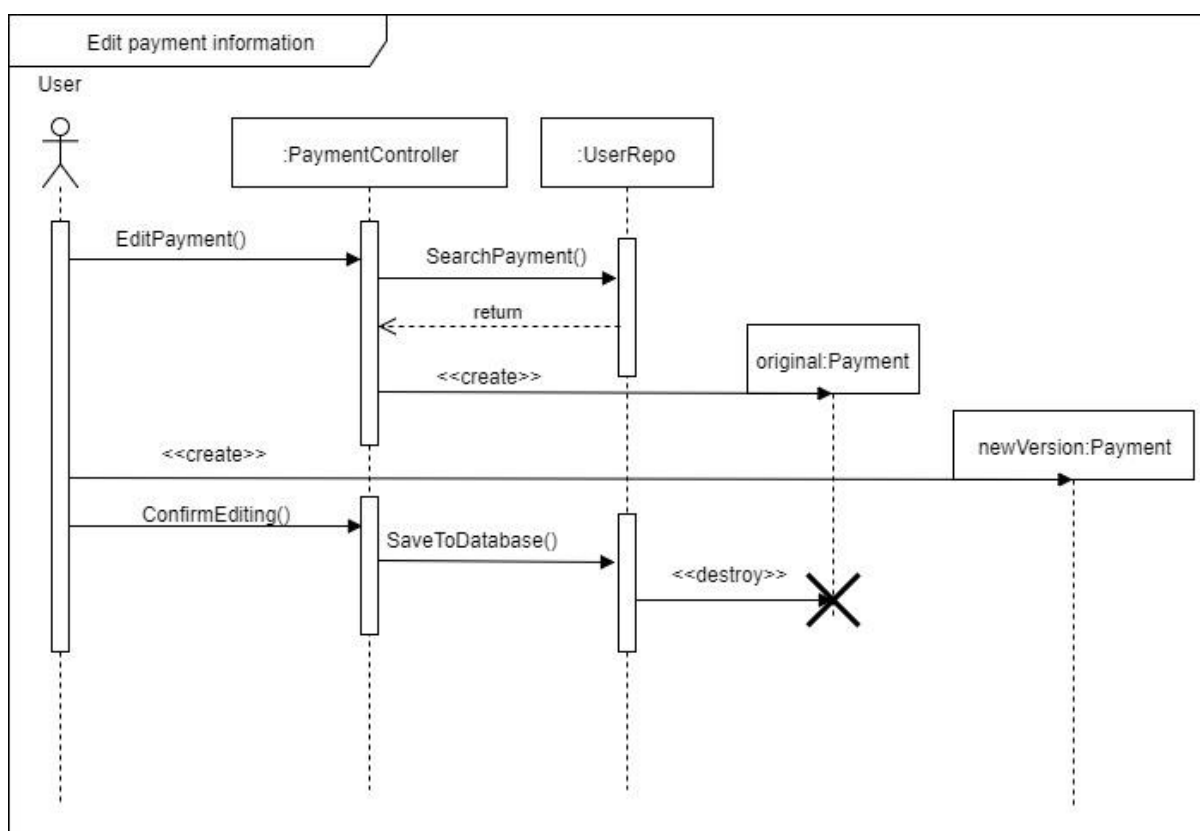 Edit payment information
User
:PaymentController
:UserRepo
EditPayment()
SearchPayment()
return
original:Payment
<<create>>
newVersion:Payment
<<create>>
ConfirmEditing()
SaveToDatabase()
<<destroy>>